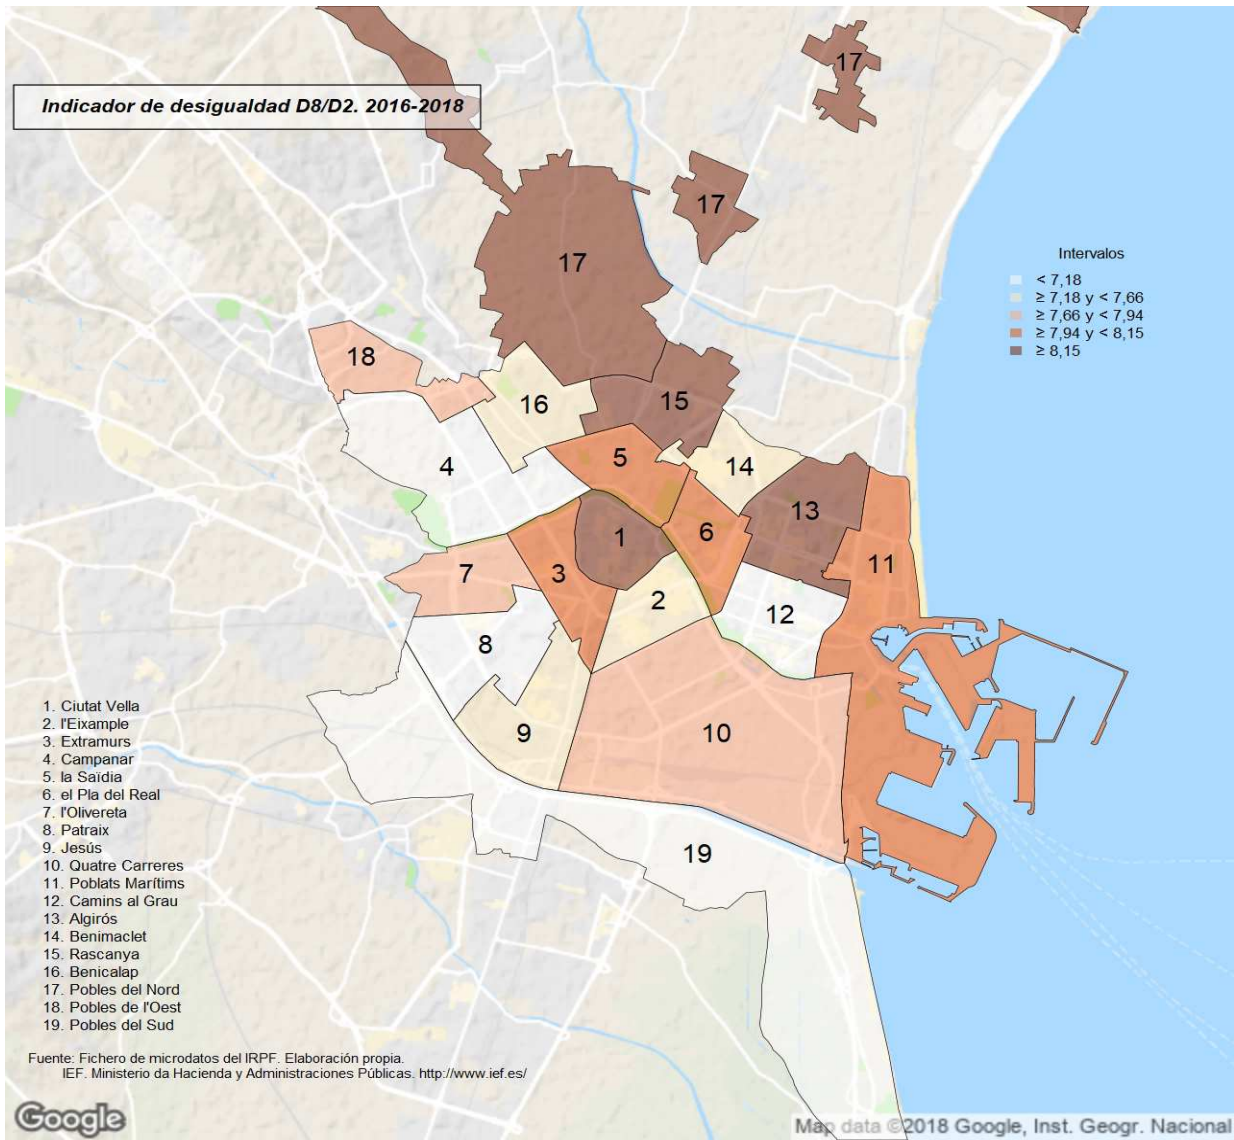 Indicador de desigualdad D8/D2. 2016-2018
17
17
17
Intervalos
< 7,18
≥ 7,18 y < 7,66
≥ 7,66 y < 7,94
≥ 7,94 y < 8,15
≥ 8,15
18
16
15
4
5
14
13
1
6
11
7
3
2
12
8
9
10
19
1. Ciutat Vella
2. l'Eixample
3. Extramurs
4. Campanar
5. la Saïdia
6. el Pla del Real
7. l'Olivereta
8. Patraix
9. Jesús
10. Quatre Carreres
11. Poblats Marítims
12. Camins al Grau
13. Algirós
14. Benimaclet
15. Rascanya
16. Benicalap
17. Pobles del Nord
18. Pobles de l'Oest
19. Pobles del Sud
Fuente: Fichero de microdatos del IRPF. Elaboración propia.
IEF. Ministerio da Hacienda y Administraciones Públicas. http://www.ief.es/
Google
Map data ©2018 Google, Inst. Geogr. Nacional